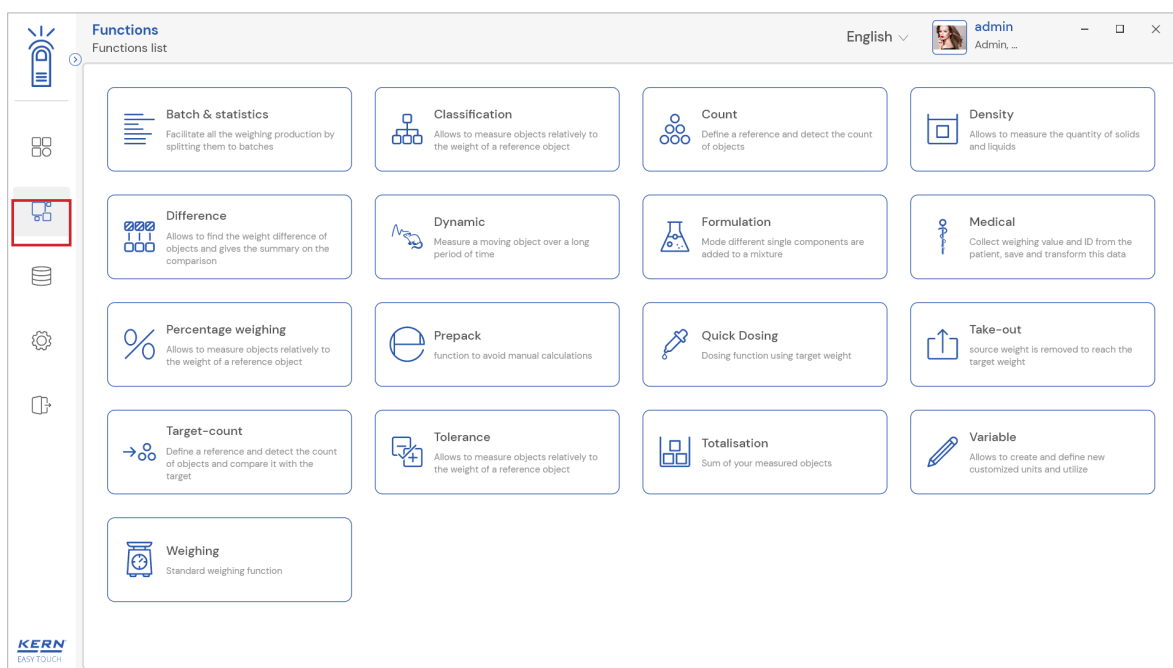 Functions
Functions list
English
admin
Admin, ...
Batch & statistics
Facilitate all the weighing production by
splitting them to batches
Classification
Allows to measure objects relatively to
the weight of a reference object
Count
Define a reference and detect the count
of objects
Density
Allows to measure the quantity of solids
and liquids
Difference
Allows to find the weight difference of
objects and gives the summary on the
comparison
Dynamic
Measure a moving object over a long
period of time
Formulation
Mode different single components are
added to a mixture
Medical
Collect weighing value and ID from the
patient, save and transform this data
Percentage weighing
Allows to measure objects relatively to
the weight of a reference object
Prepack
function to avoid manual calculations
Quick Dosing
Dosing function using target weight
Take-out
source weight is removed to reach the
target weight
Target-count
Define a reference and detect the count
of objects and compare it with the
target
Tolerance
Allows to measure objects relatively to
the weight of a reference object
Totalisation
Sum of your measured objects
Variable
Allows to create and define new
customized units and utilize
Weighing
Standard weighing function
KERN
EASY TOUCH